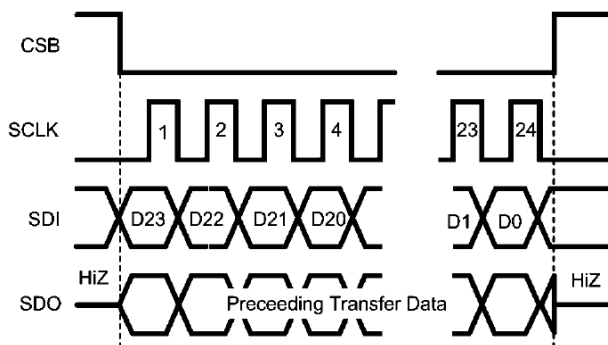 CSB
SCLK 1 2 3 4 23 24
SDI D23 D22 D21 D20 D1 D0
HiZ HiZ
SDO Preceeding Transfer Data